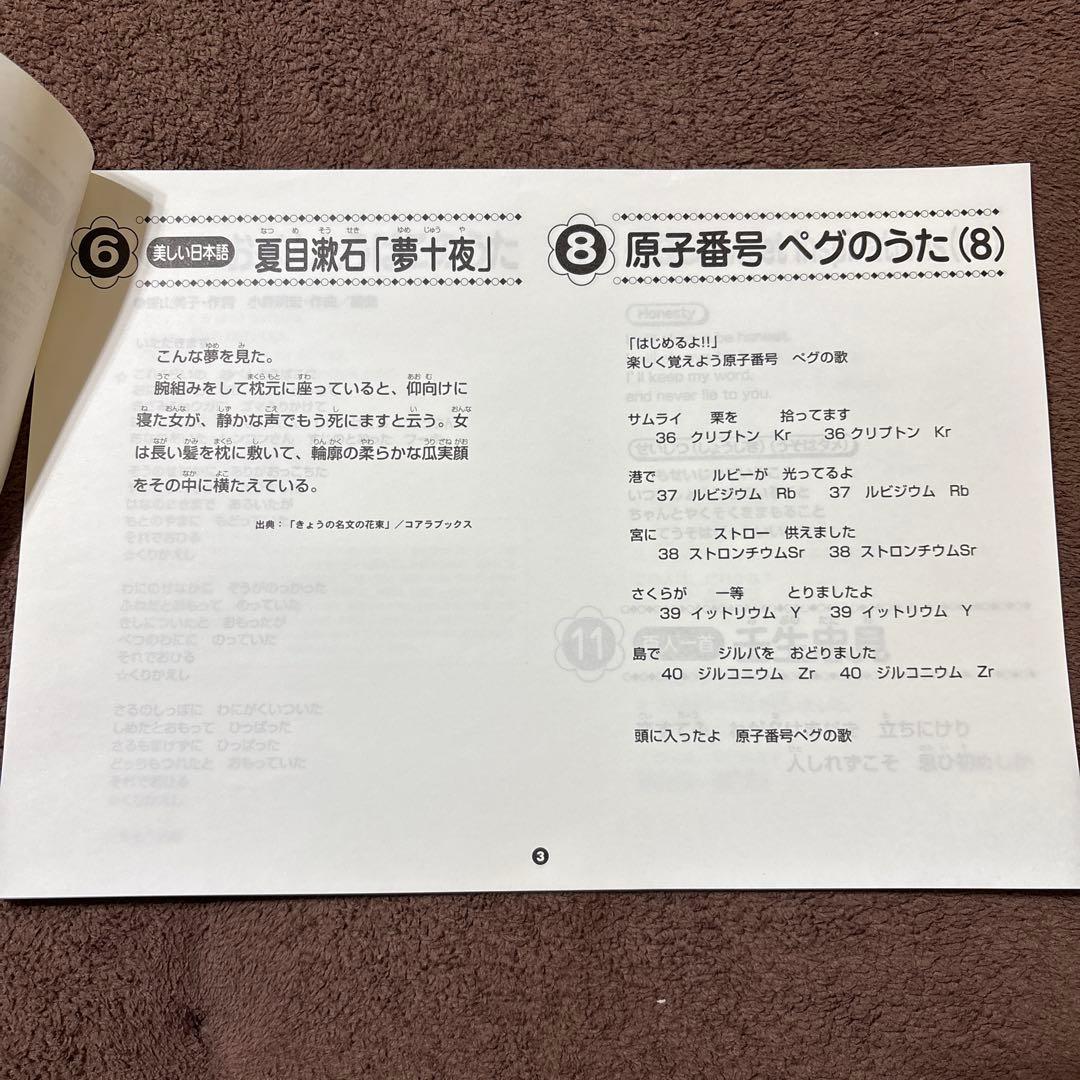 6 美しい日本語 夏目漱石「夢十夜」
こんな夢を見た。
腕組みをして枕元に座っていると、仰向けに
寝た女が、静かな声でもう死にますと云う。女
は長い髪を枕に敷いて、輪廓の柔らかな瓜実顔
をその中に横たえている。
出典:「きょうの名文の花束」/コアラブックス
8 原子番号 ペグのうた(8)
「はじめるよ!!」
楽しく覚えよう原子番号 ペグの歌
サムライ 栗を 拾ってます
36 クリプトン Kr 36 クリプトン Kr
港で ルビーが 光ってるよ
37 ルビジウム Rb 37 ルビジウム Rb
宮に ストロー 供えました
38 ストロンチウムSr 38 ストロンチウムSr
さくらが 一等 とりましたよ
39 イットリウム Y 39 イットリウム Y
島で ジルバを おどりました
40 ジルコニウム Zr 40 ジルコニウム Zr
頭に入ったよ 原子番号ペグの歌
3